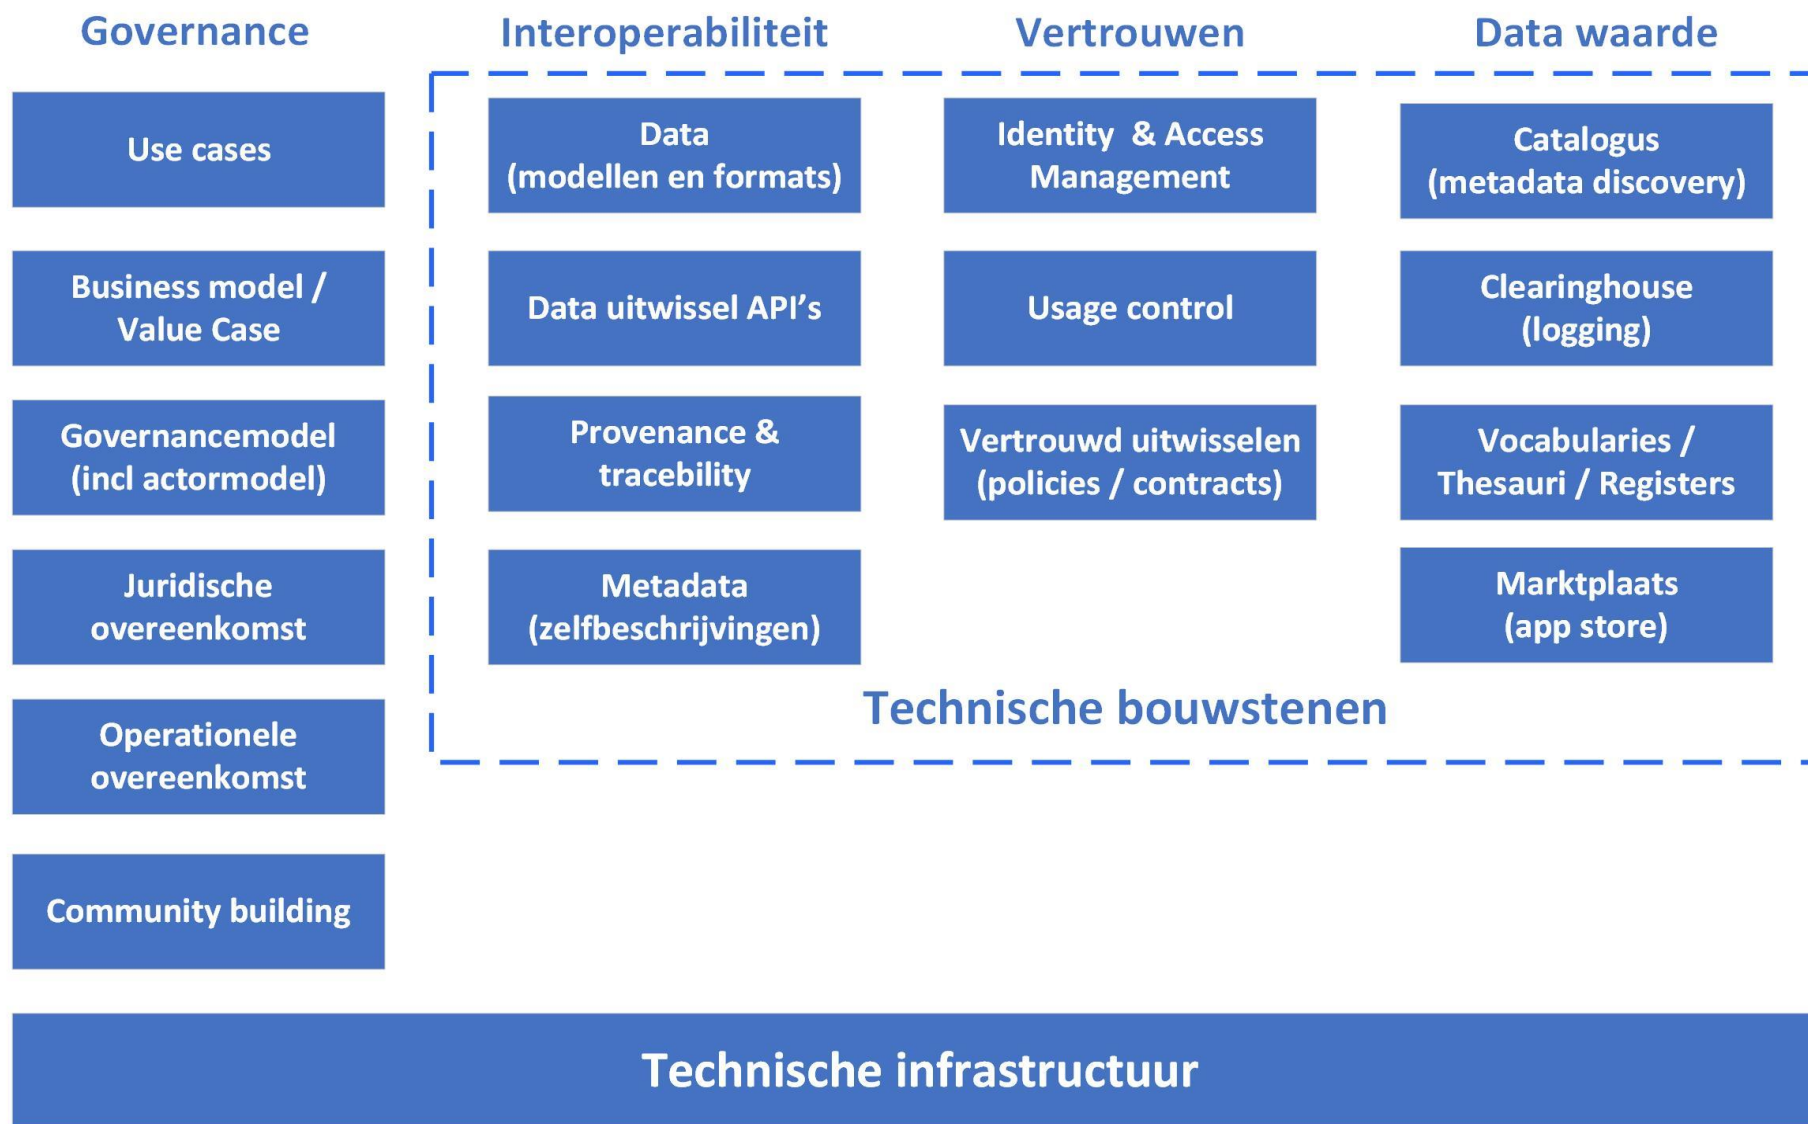 Governance
Use cases
Business model /
Value Case
Governancemodel
(incl actormodel)
Juridische
overeenkomst
Operationele
overeenkomst
Community building
Interoperabiliteit
Data
(modellen en formats)
Data uitwissel API's
Provenance &
tracebility
Metadata
(zelfbeschrijvingen)
Vertrouwen
Identity & Access
Management
Usage control
Vertrouwd uitwisselen
(policies / contracts)
Data waarde
Catalogus
(metadata discovery)
Clearinghouse
(logging)
Vocabularies /
Thesauri / Registers
Marktplaats
(app store)
Technische bouwstenen
Technische infrastructuur